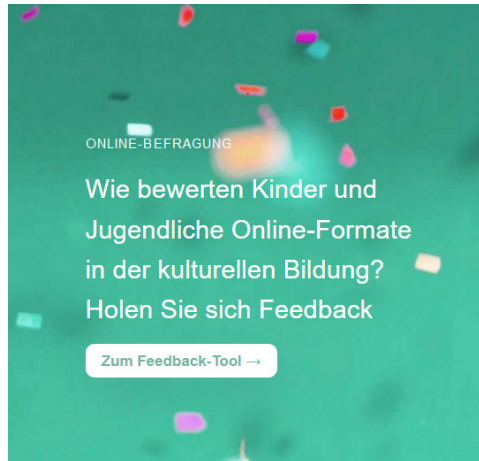 ONLINE-BEFRAGUNG
Wie bewerten Kinder und
Jugendliche Online-Formate
in der kulturellen Bildung?
Holen Sie sich Feedback
Zum Feedback-Tool →